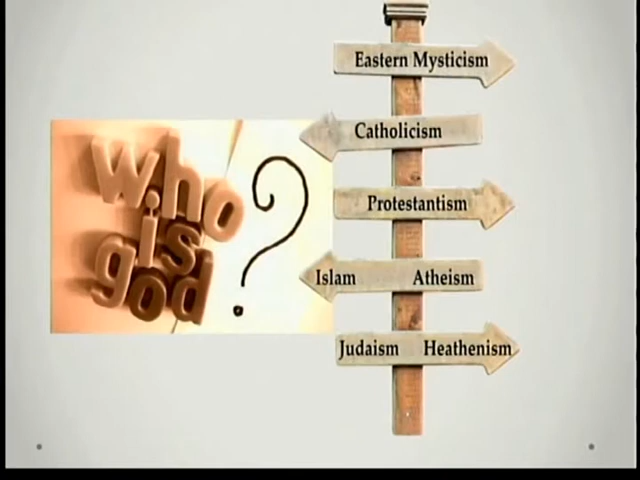 who
is
god
?
Eastern Mysticism
Catholicism
Protestantism
Islam Atheism
Judaism Heathenism